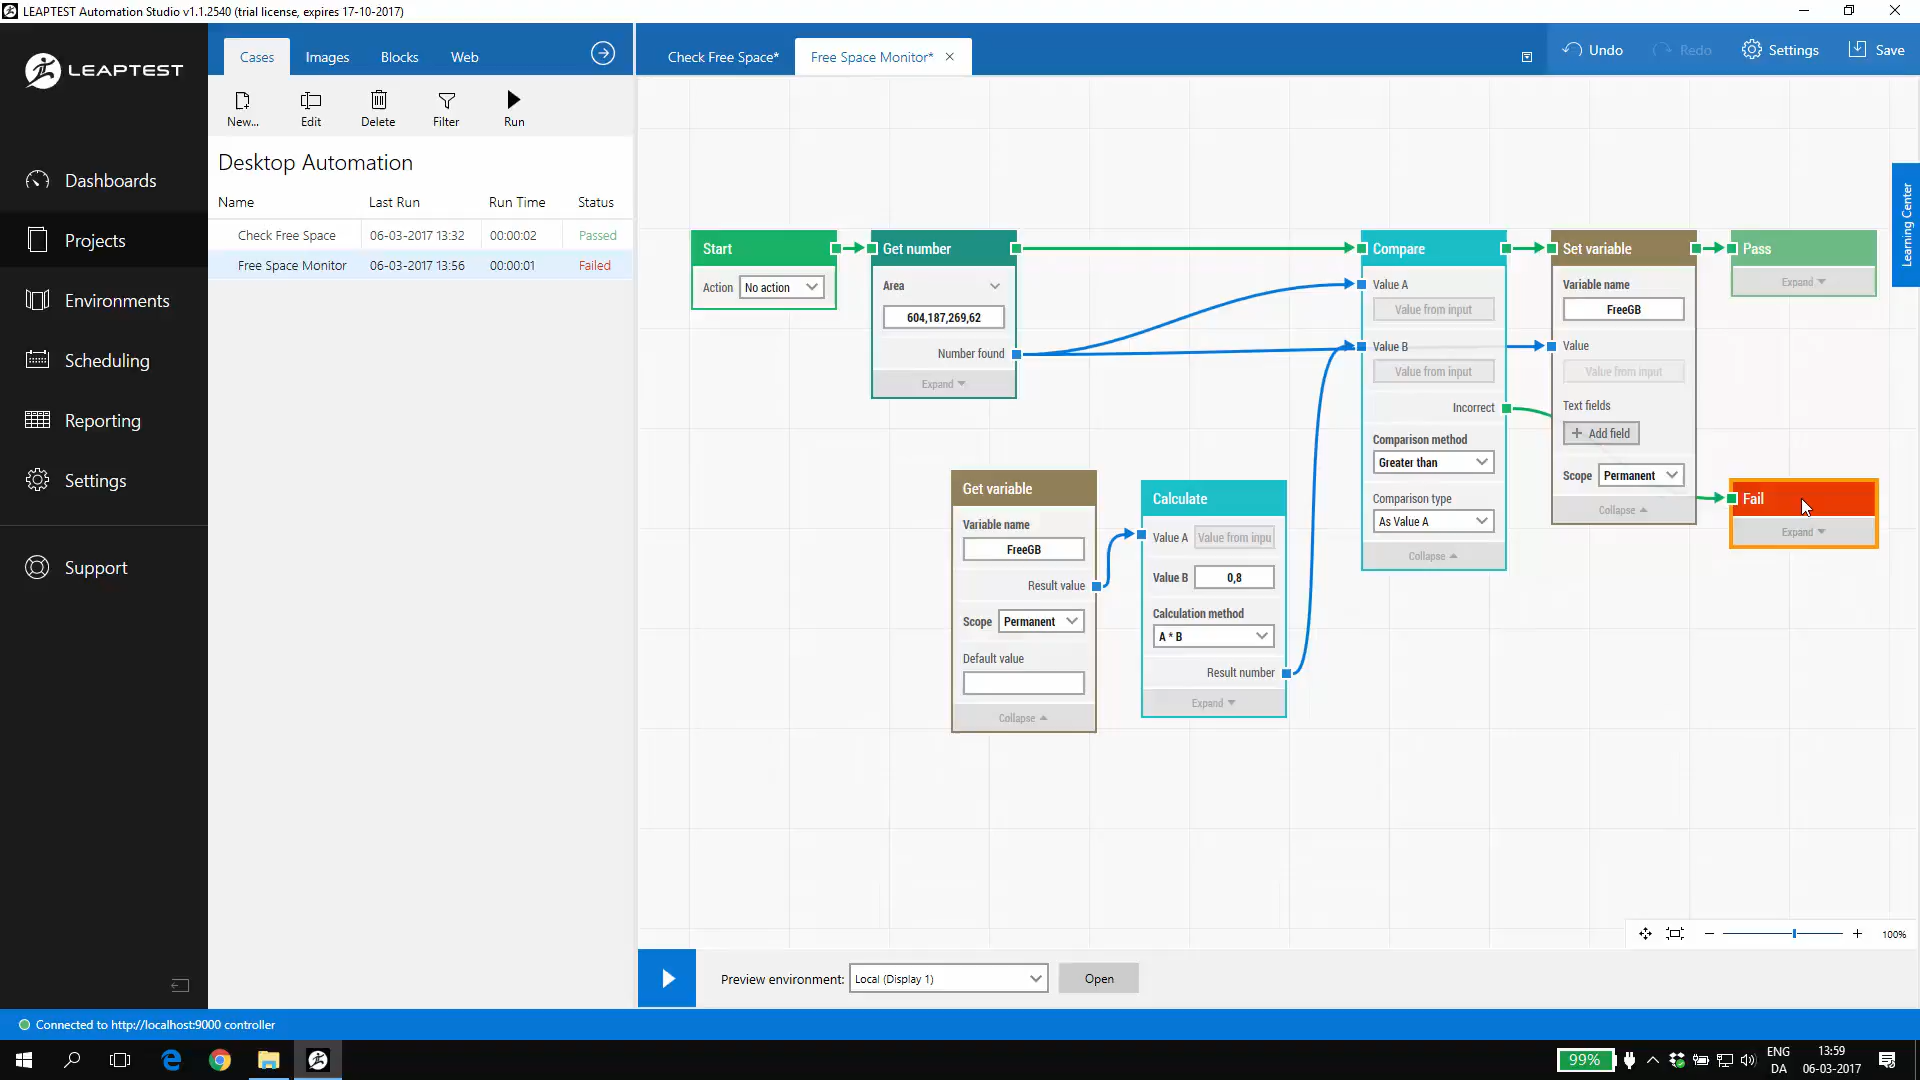 LEAPTEST Automation Studio v1.1.2540 (trial license, expires 17-10-2017)
LEAPTEST
Dashboards
Projects
Environments
Scheduling
Reporting
Settings
Support
Cases
Images
Blocks
Web
New...
Edit
Delete
Filter
Run
Desktop Automation
Name Last Run Run Time Status
Check Free Space 06-03-2017 13:32 00:00:02 Passed
Free Space Monitor 06-03-2017 13:56 00:00:01 Failed
Check Free Space*
Free Space Monitor*
Undo
Redo
Settings
Save
Learning Center
Start
Action No action
Get number
Area
604,187,269,62
Number found
Expand
Compare
Value A
Value from input
Value B
Value from input
Incorrect
Comparison method
Greater than
Comparison type
As Value A
Collapse
Set variable
Variable name
FreeGB
Value
Value from input
Text fields
+ Add field
Scope Permanent
Collapse
Pass
Expand
Fail
Expand
Get variable
Variable name
FreeGB
Result value
Scope Permanent
Default value
Collapse
Calculate
Value A Value from inpu
Value B 0,8
Calculation method
A * B
Result number
Expand
100%
Preview environment: Local (Display 1) Open
Connected to http://localhost:9000 controller
99%
ENG
DA
13:59
06-03-2017